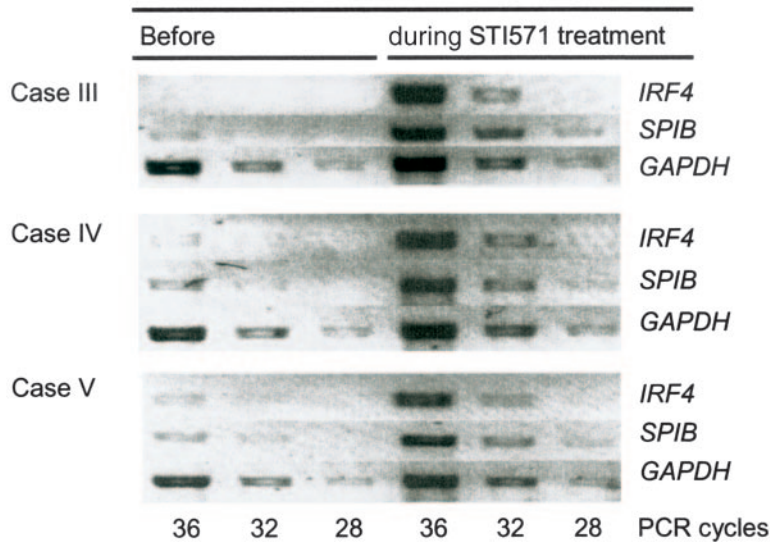 Before during STI571 treatment
Case III IRF4
SPIB
GAPDH
Case IV IRF4
SPIB
GAPDH
Case V IRF4
SPIB
GAPDH
36 32 28 36 32 28 PCR cycles